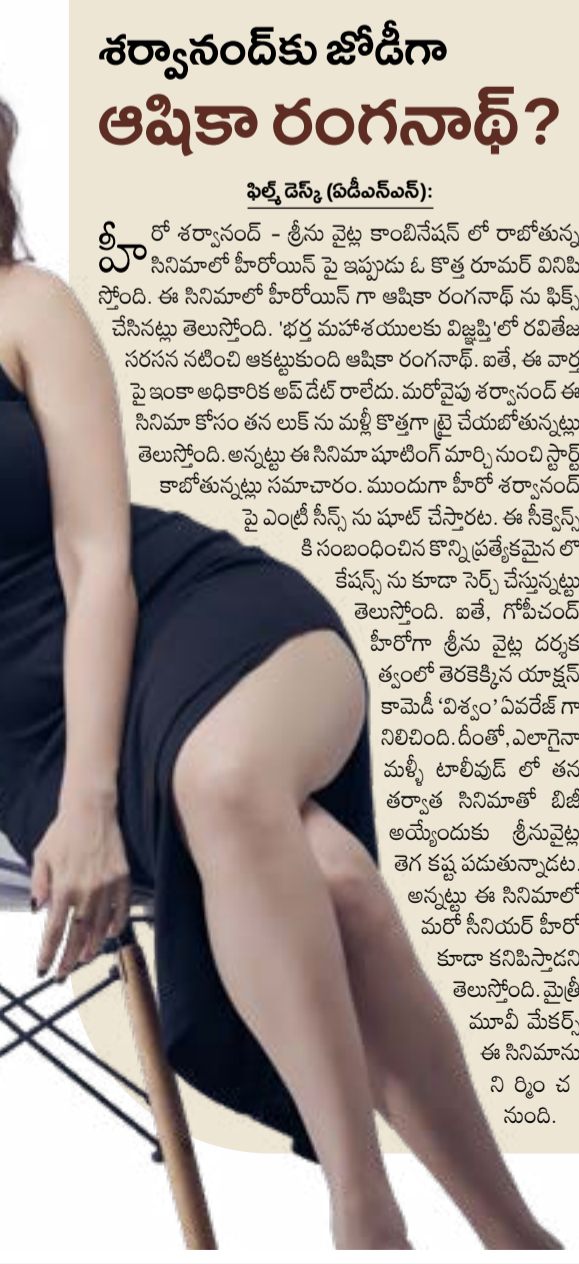 శర్వానంద్‌కు జోడీగా
ఆషికా రంగనాథ్?
ఫిల్మ్ డెస్క్ (ఏడీఎన్ఎన్):
హీరో శర్వానంద్ - శ్రీను వైట్ల కాంబినేషన్ లో రాబోతున్న
సినిమాలో హీరోయిన్ పై ఇప్పుడు ఓ కొత్త రూమర్ వినిపి
స్తోంది. ఈ సినిమాలో హీరోయిన్ గా ఆషికా రంగనాథ్ ను ఫిక్స్
చేసినట్లు తెలుస్తోంది. 'భర్త మహాశయులకు విజ్ఞప్తి'లో రవితేజ
సరసన నటించి ఆకట్టుకుంది ఆషికా రంగనాథ్. ఐతే, ఈ వార్త
పై ఇంకా అధికారిక అప్ డేట్ రాలేదు. మరోవైపు శర్వానంద్ ఈ
సినిమా కోసం తన లుక్ ను మళ్లీ కొత్తగా ట్రై చేయబోతున్నట్లు
తెలుస్తోంది. అన్నట్టు ఈ సినిమా షూటింగ్ మార్చి నుంచి స్టార్ట్
కాబోతున్నట్లు సమాచారం. ముందుగా హీరో శర్వానంద్
పై ఎంట్రీ సీన్స్ ను షూట్ చేస్తారట. ఈ సీక్వెన్స్
కి సంబంధించిన కొన్ని ప్రత్యేకమైన లొ
కేషన్స్ ను కూడా సెర్చ్ చేస్తున్నట్టు
తెలుస్తోంది. ఐతే, గోపీచంద్
హీరోగా శ్రీను వైట్ల దర్శక
త్వంలో తెరకెక్కిన యాక్షన్
కామెడీ 'విశ్వం' ఏవరేజ్ గా
నిలిచింది. దీంతో, ఎలాగైనా
మళ్ళీ టాలీవుడ్ లో తన
తర్వాత సినిమాతో బిజీ
అయ్యేందుకు శ్రీనువైట్ల
తెగ కష్ట పడుతున్నాడట.
అన్నట్టు ఈ సినిమాలో
మరో సీనియర్ హీరో
కూడా కనిపిస్తాడని
తెలుస్తోంది. మైత్రీ
మూవీ మేకర్స్
ఈ సినిమాను
ని ర్మిం చ
నుంది.